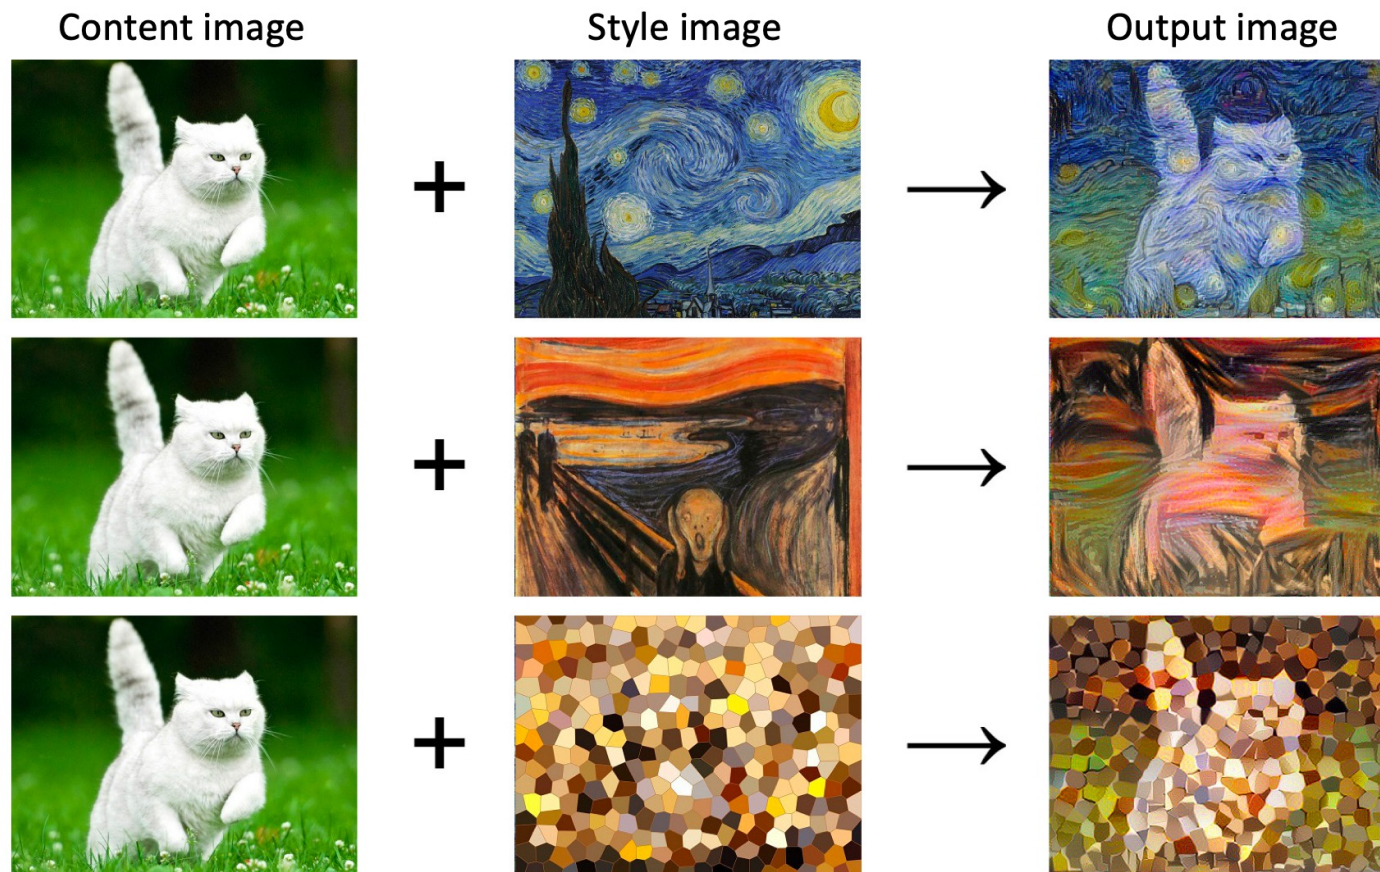 Content image
Style image
Output image
+
→
+
→
+
→